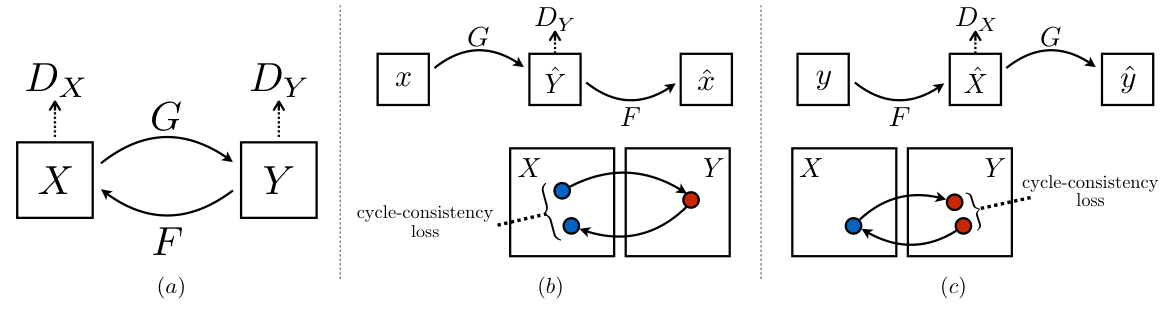 D_X
D_Y
G
X
Y
F
(a)
D_Y
G
x
Ŷ
x̂
F
X
Y
cycle-consistency
loss
(b)
D_X
G
y
X̂
ŷ
F
X
Y
cycle-consistency
loss
(c)